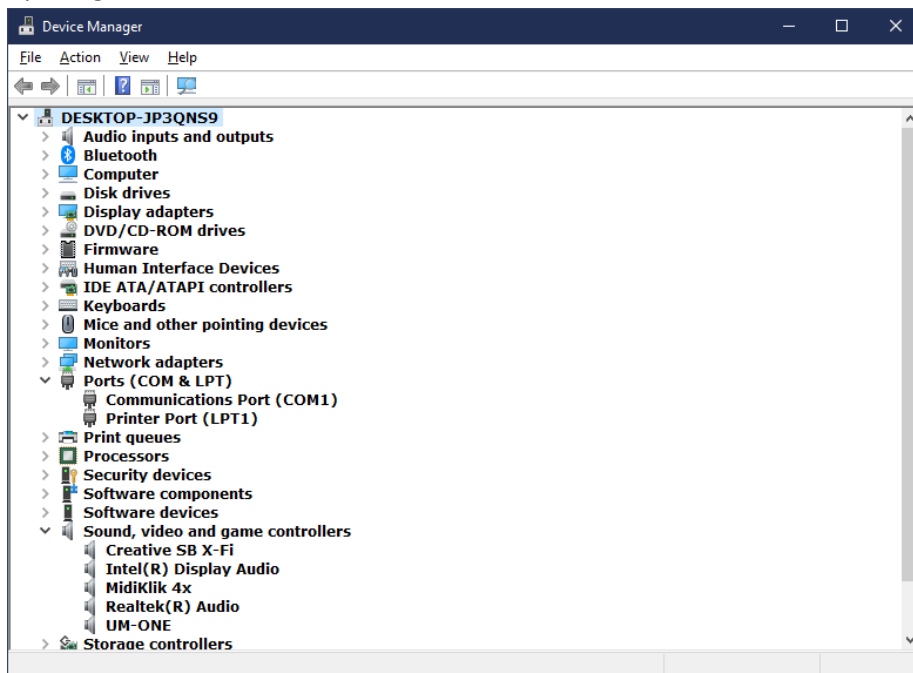 Device Manager
File Action View Help
DESKTOP-JP3QNS9
Audio inputs and outputs
Bluetooth
Computer
Disk drives
Display adapters
DVD/CD-ROM drives
Firmware
Human Interface Devices
IDE ATA/ATAPI controllers
Keyboards
Mice and other pointing devices
Monitors
Network adapters
Ports (COM & LPT)
Communications Port (COM1)
Printer Port (LPT1)
Print queues
Processors
Security devices
Software components
Software devices
Sound, video and game controllers
Creative SB X-Fi
Intel(R) Display Audio
MidiKlik 4x
Realtek(R) Audio
UM-ONE
Storage controllers